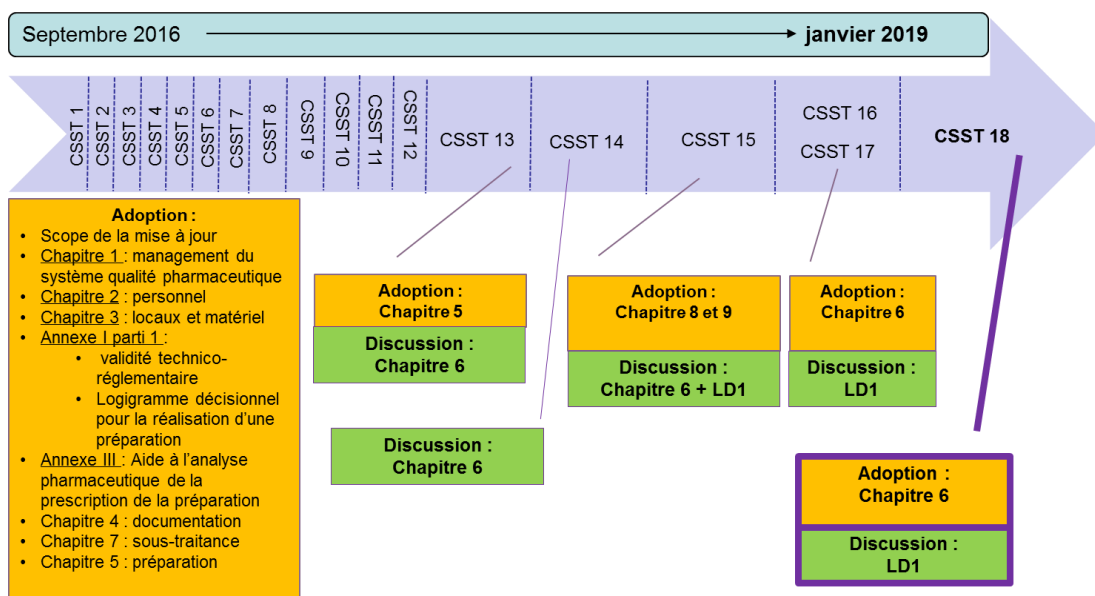 Septembre 2016
janvier 2019
CSST 1
CSST 2
CSST 3
CSST 4
CSST 5
CSST 6
CSST 7
CSST 8
CSST 9
CSST 10
CSST 11
CSST 12
CSST 13
CSST 14
CSST 15
CSST 16
CSST 17
CSST 18
Adoption :
• Scope de la mise à jour
• Chapitre 1 : management du
système qualité pharmaceutique
• Chapitre 2 : personnel
• Chapitre 3 : locaux et matériel
• Annexe I parti 1 :
• validité technico-
réglementaire
• Logigramme décisionnel
pour la réalisation d’une
préparation
• Annexe III : Aide à l’analyse
pharmaceutique de la
prescription de la préparation
• Chapitre 4 : documentation
• Chapitre 7 : sous-traitance
• Chapitre 5 : préparation
Adoption :
Chapitre 5
Discussion :
Chapitre 6
Discussion :
Chapitre 6
Adoption :
Chapitre 8 et 9
Discussion :
Chapitre 6 + LD1
Adoption :
Chapitre 6
Discussion :
LD1
Adoption :
Chapitre 6
Discussion :
LD1